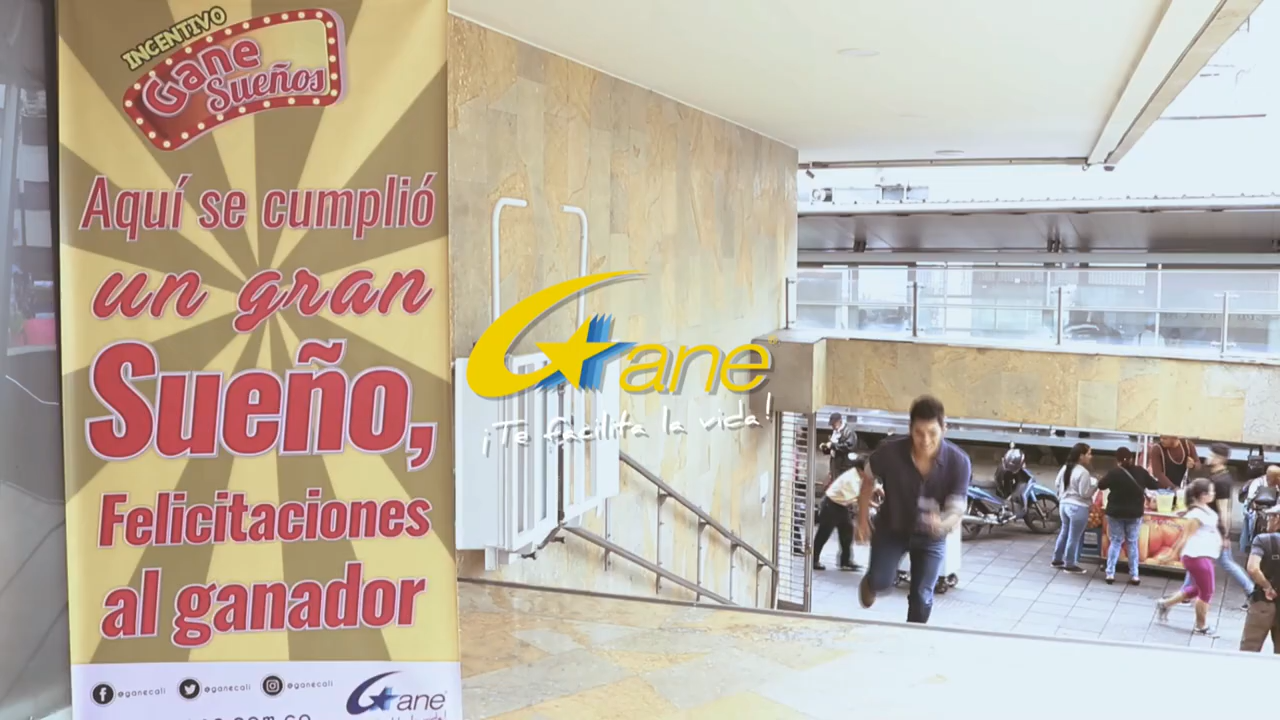 INCENTIVO
Gane
Sueños
Aquí se cumplió
un gran
Sueño,
Felicitaciones
al ganador
@ganecali
@ganecali
@ganecali
Gane
Gane
¡Te facilita la vida!